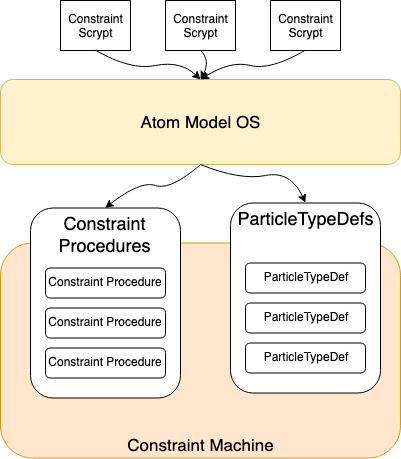 Constraint
Scrypt
Constraint
Scrypt
Constraint
Scrypt
Atom Model OS
Constraint
Procedures
Constraint Procedure
Constraint Procedure
Constraint Procedure
ParticleTypeDefs
ParticleTypeDef
ParticleTypeDef
ParticleTypeDef
Constraint Machine